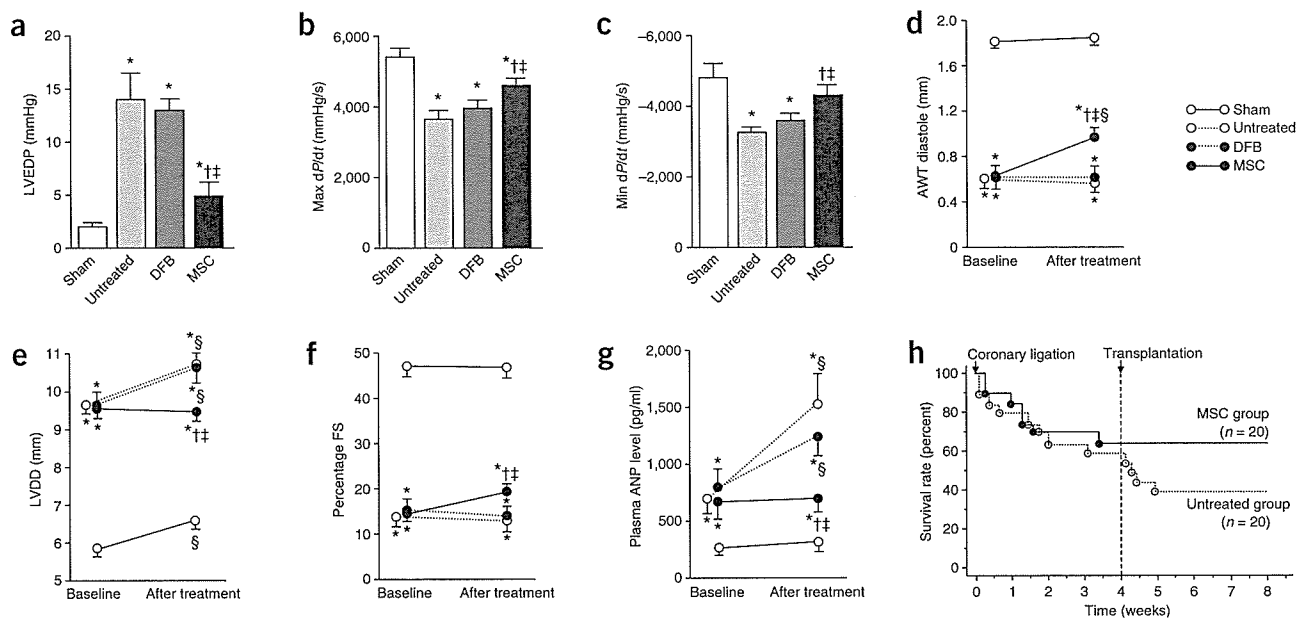 a
LVEDP (mmHg)
20
15
10
5
0
*
*
*†‡
Sham
Untreated
DFB
MSC
b
Max dP/dt (mmHg/s)
6,000
4,000
2,000
0
*
*
*†‡
Sham
Untreated
DFB
MSC
c
Min dP/dt (mmHg/s)
–6,000
–4,000
–2,000
0
*
*
†‡
Sham
Untreated
DFB
MSC
d
AWT diastole (mm)
2.0
1.6
1.2
0.8
0.4
0
*†‡§
*
*
* *
*
Baseline
After treatment
Sham
Untreated
DFB
MSC
e
LVDD (mm)
11
10
9
8
7
6
5
*§
*
*§
* *
*†‡
§
Baseline
After treatment
f
Percentage FS
50
40
30
20
10
0
*†‡
*
*
* *
*
Baseline
After treatment
g
Plasma ANP level (pg/ml)
2,000
1,500
1,000
500
0
*§
*
*§
* *
*†‡
Baseline
After treatment
h
Survival rate (percent)
Coronary ligation
Transplantation
100
80
60
40
20
0
MSC group
(n = 20)
Untreated group
(n = 20)
0 1 2 3 4 5 6 7 8
Time (weeks)